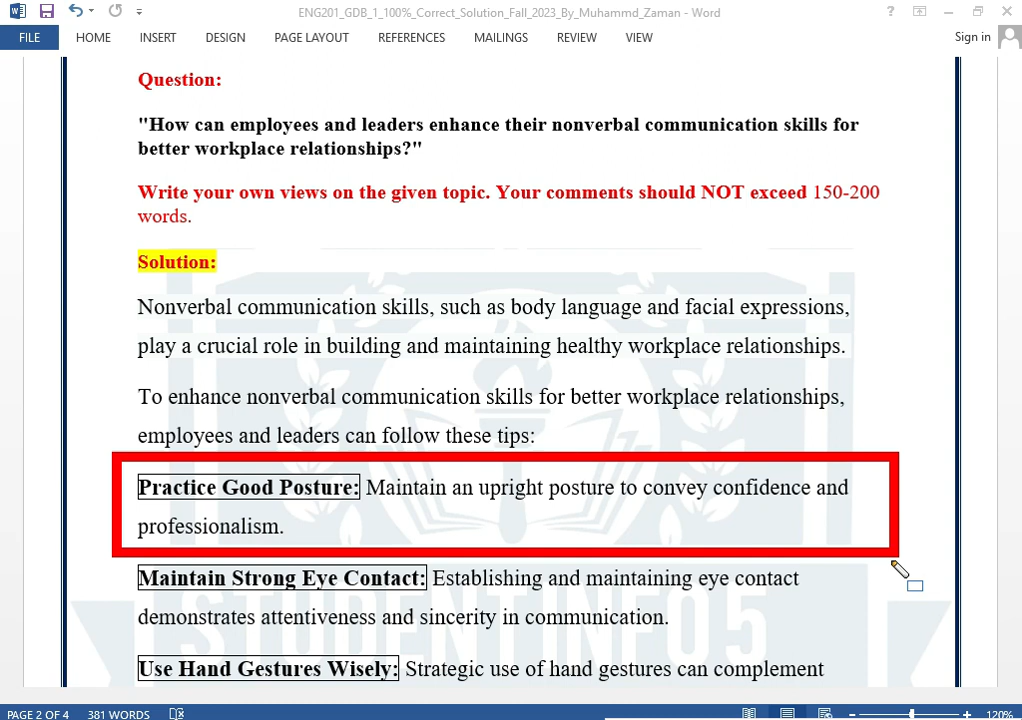 ENG201_GDB_1_100%_Correct_Solution_Fall_2023_By_Muhammd_Zaman - Word
FILE HOME INSERT DESIGN PAGE LAYOUT REFERENCES MAILINGS REVIEW VIEW Sign in
Question:
"How can employees and leaders enhance their nonverbal communication skills for
better workplace relationships?"
Write your own views on the given topic. Your comments should NOT exceed 150-200
words.
Solution:
Nonverbal communication skills, such as body language and facial expressions,
play a crucial role in building and maintaining healthy workplace relationships.
To enhance nonverbal communication skills for better workplace relationships,
employees and leaders can follow these tips:
Practice Good Posture: Maintain an upright posture to convey confidence and
professionalism.
Maintain Strong Eye Contact: Establishing and maintaining eye contact
demonstrates attentiveness and sincerity in communication.
STUDENT INFO5
Use Hand Gestures Wisely: Strategic use of hand gestures can complement
PAGE 2 OF 4 381 WORDS 120%